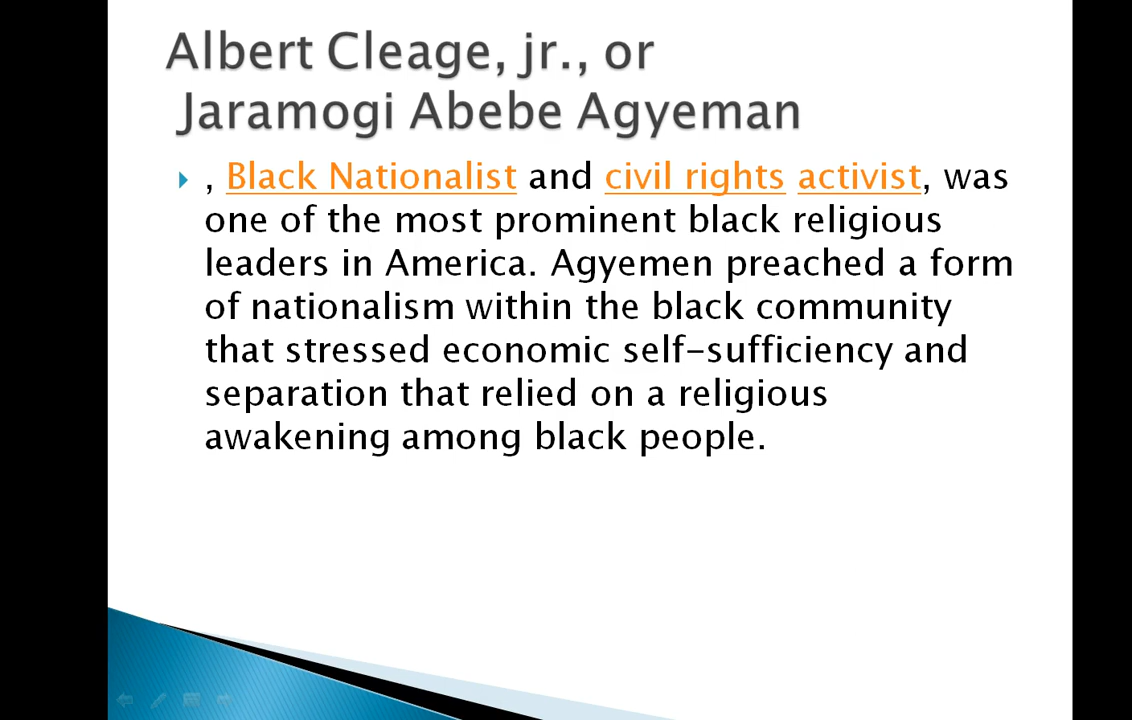 Albert Cleage, jr., or
Jaramogi Abebe Agyeman
, Black Nationalist and civil rights activist, was
one of the most prominent black religious
leaders in America. Agyemen preached a form
of nationalism within the black community
that stressed economic self-sufficiency and
separation that relied on a religious
awakening among black people.